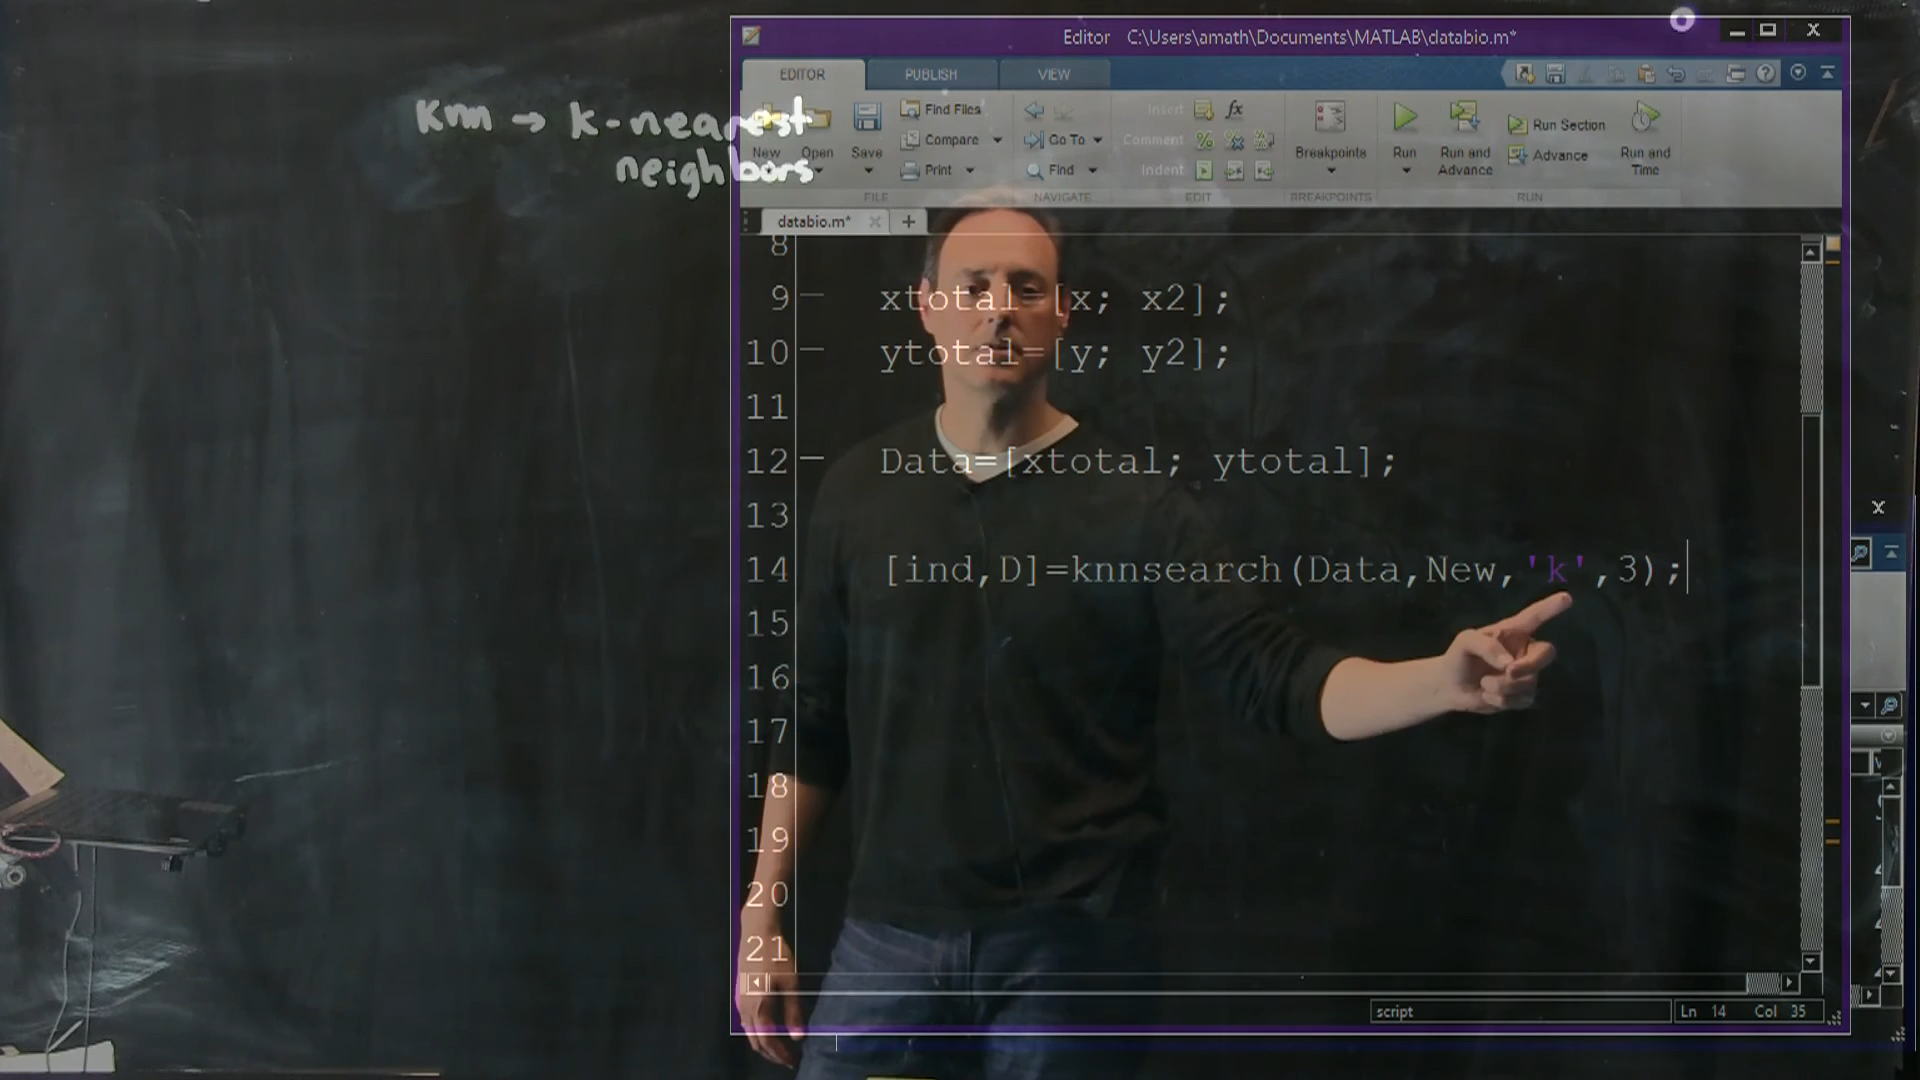 Knn → k-nearest
neighbors
Editor C:\Users\amath\Documents\MATLAB\databio.m*
EDITOR PUBLISH VIEW
New Open Save
Find Files
Compare
Print
FILE
Go To
Find
NAVIGATE
Insert
Comment
Indent
EDIT
Breakpoints
BREAKPOINTS
Run
Run and
Advance
Run Section
Advance
Run and
Time
RUN
databio.m*
8
9 xtotal=[x; x2];
10 ytotal=[y; y2];
11
12 Data=[xtotal; ytotal];
13
14 [ind,D]=knnsearch(Data,New,'k',3);
15
16
17
18
19
20
21
script Ln 14 Col 35